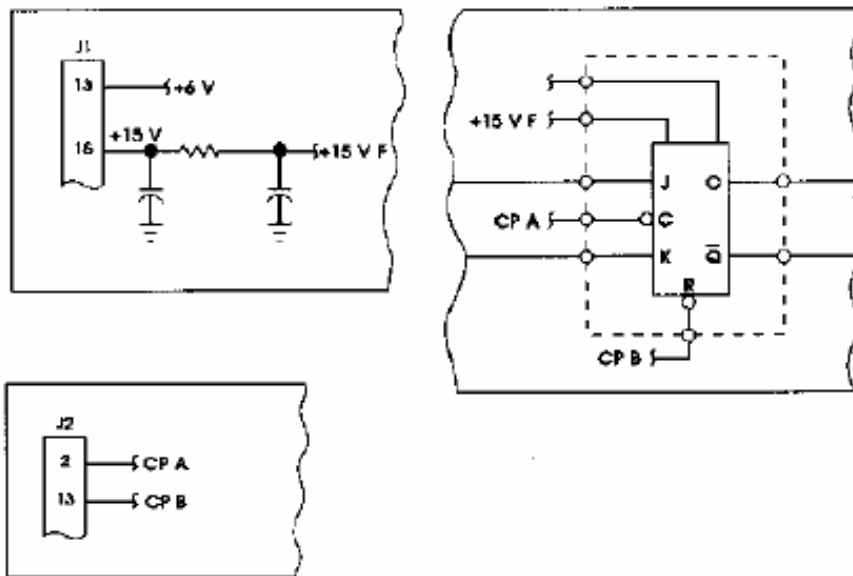 J1
13
+6 V
+15 V
16
+15 V F
+15 V F
J
O
CP A
C
K
Q̅
R
CP B
J2
2
CP A
13
CP B